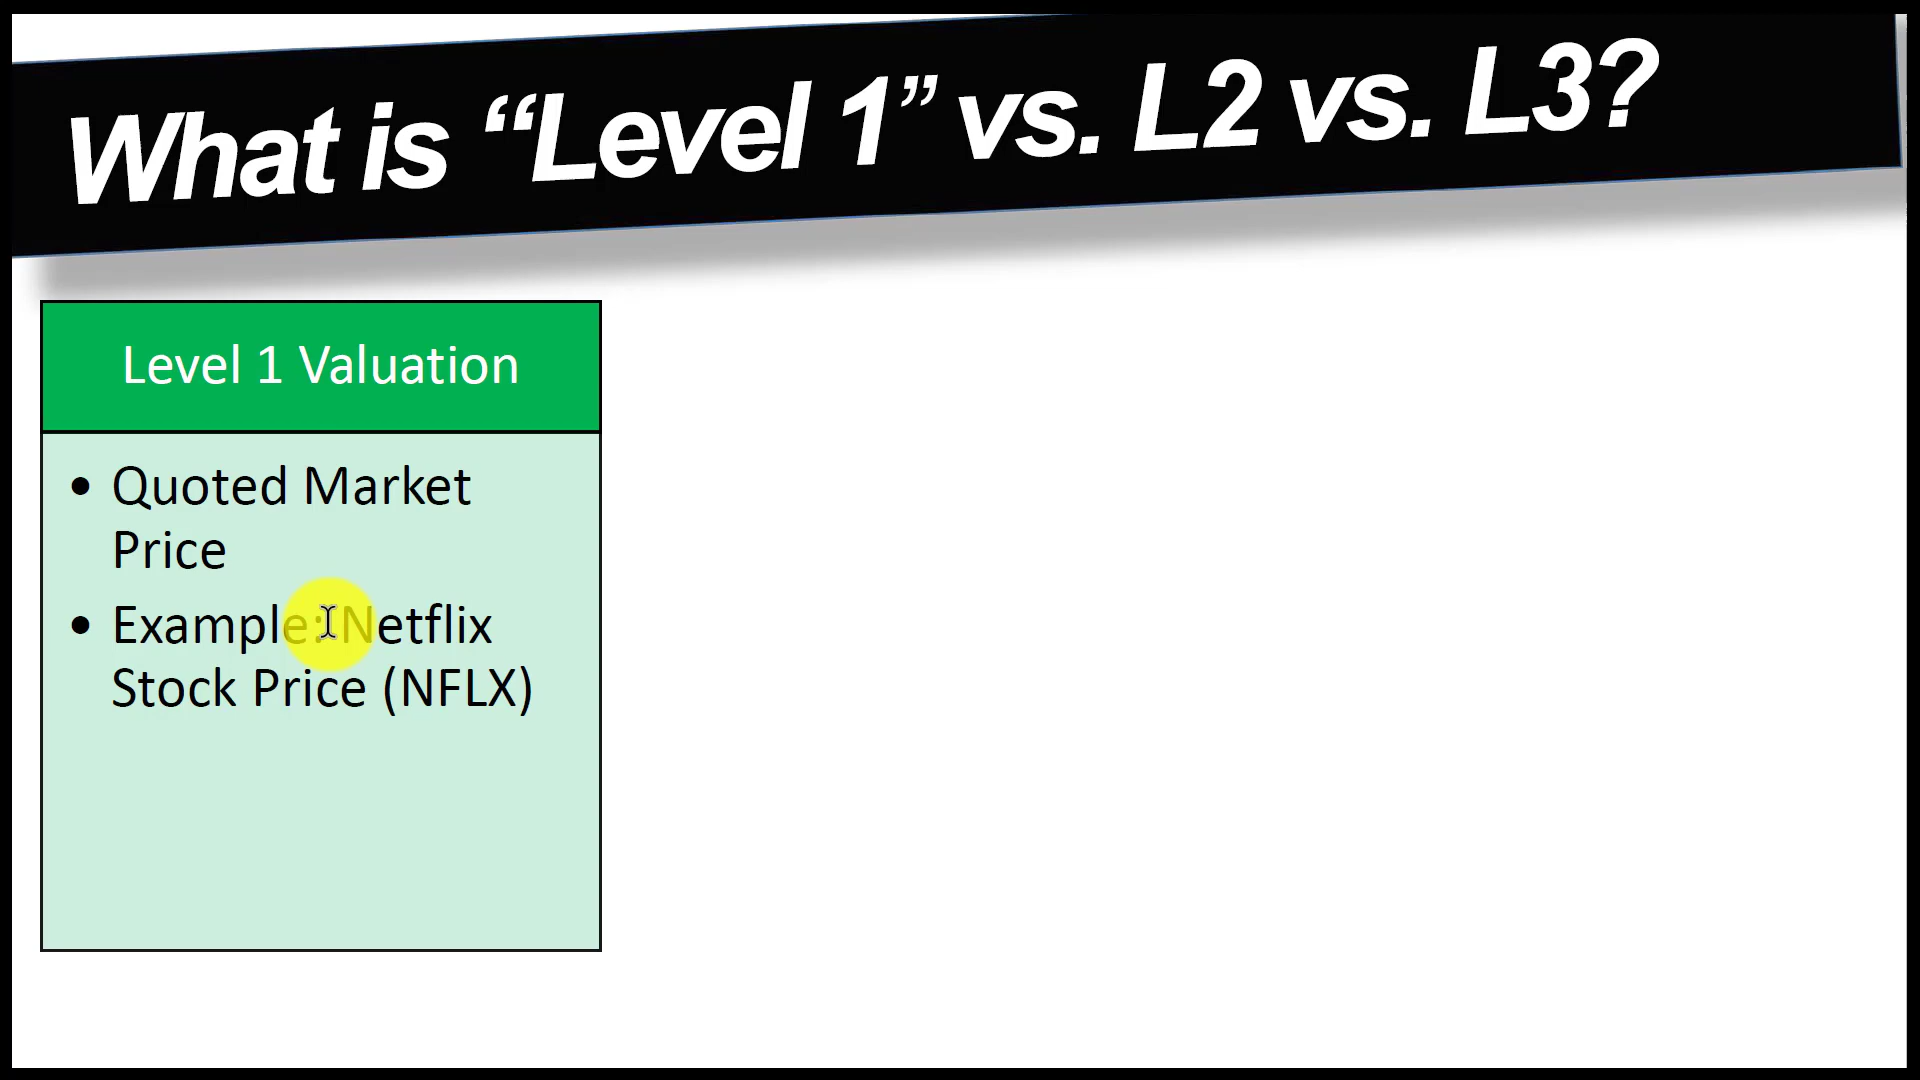 What is “Level 1” vs. L2 vs. L3?
Level 1 Valuation
• Quoted Market
Price
• Example: Netflix
Stock Price (NFLX)